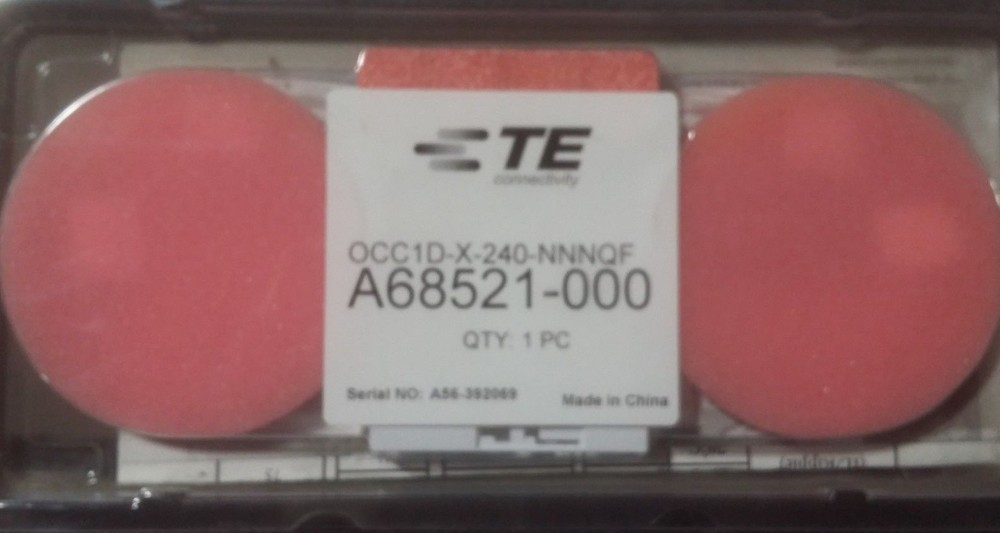 TE
connectivity
OCC1D-X-240-NNNQF
A68521-000
QTY: 1 PC
Serial NO: A56-392069
Made in China